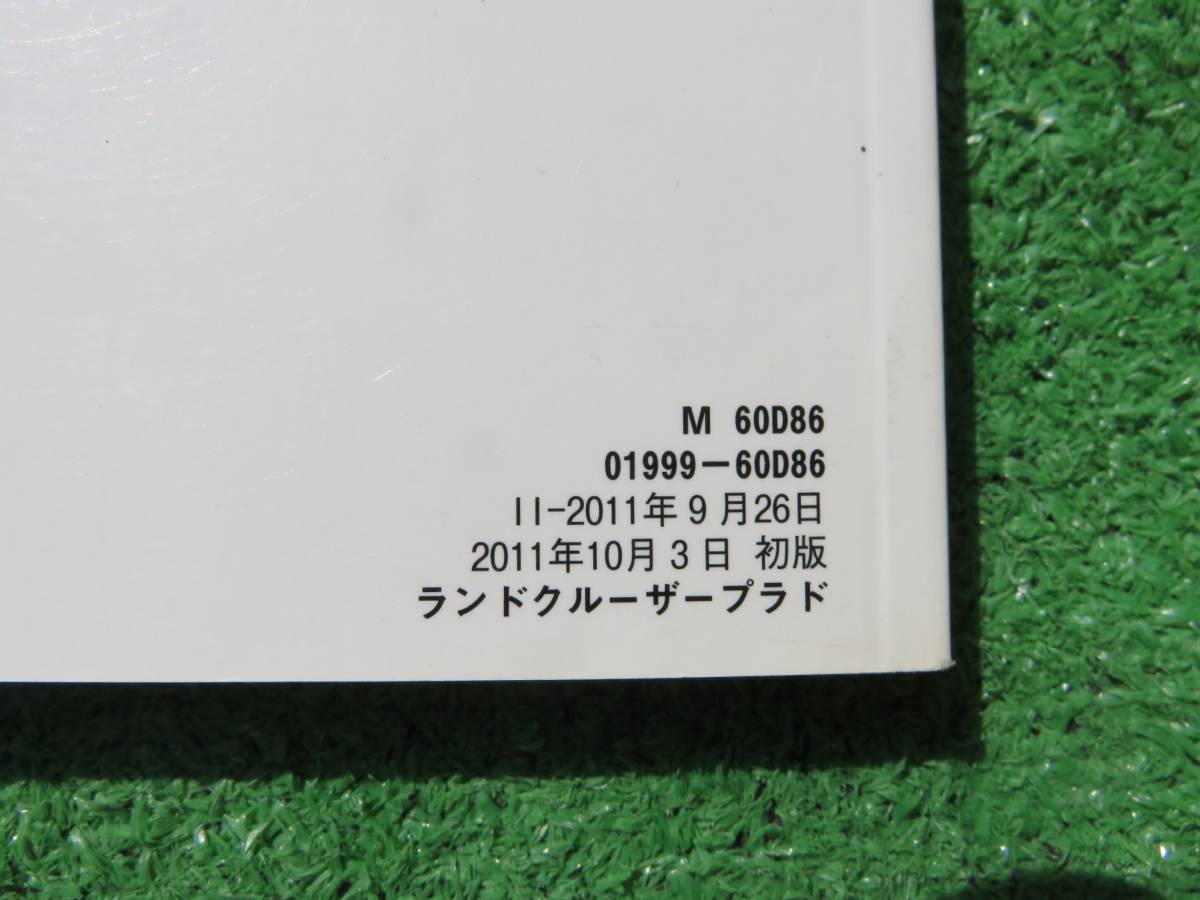 M 60D86
01999-60D86
II-2011年9月26日
2011年10月3日 初版
ランドクルーザープラド